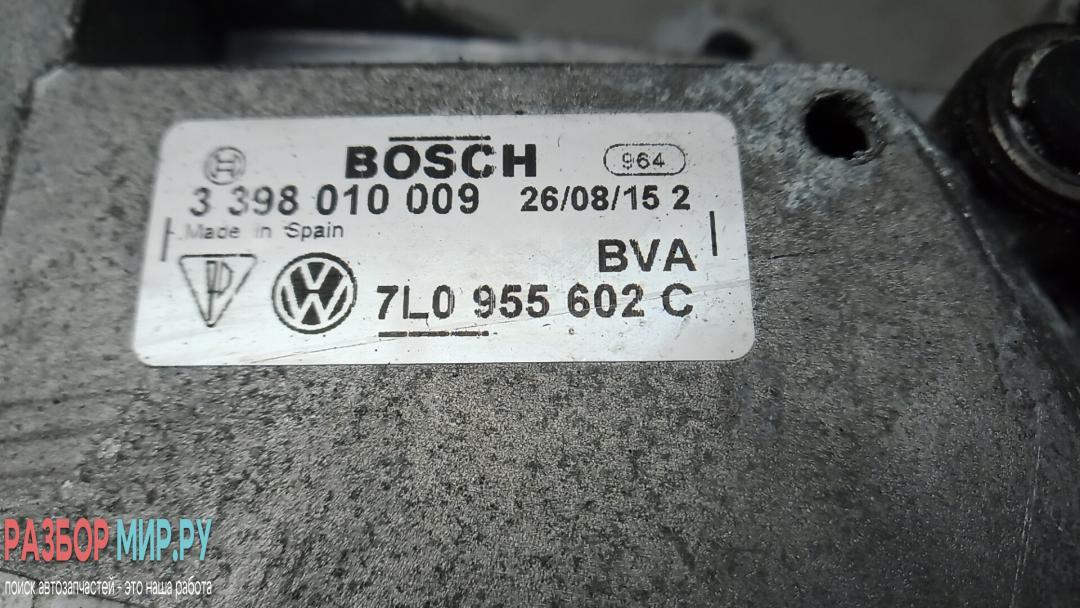 BOSCH 964
3 398 010 009 26/08/15 2
Made in Spain
BVA
7L0 955 602 C
РАЗБОР МИР.РУ
поиск автозапчастей - это наша работа